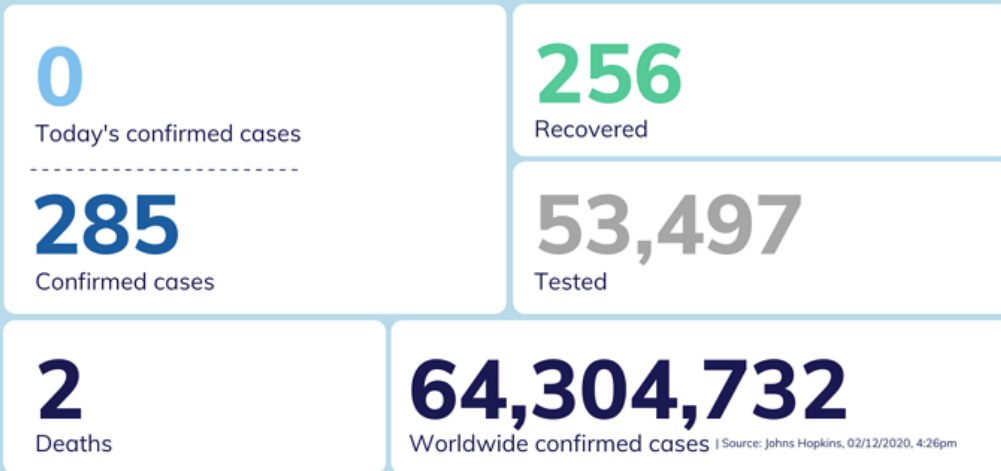 0
Today's confirmed cases
285
Confirmed cases
256
Recovered
53,497
Tested
2
Deaths
64,304,732
Worldwide confirmed cases | Source: Johns Hopkins, 02/12/2020, 4:26pm